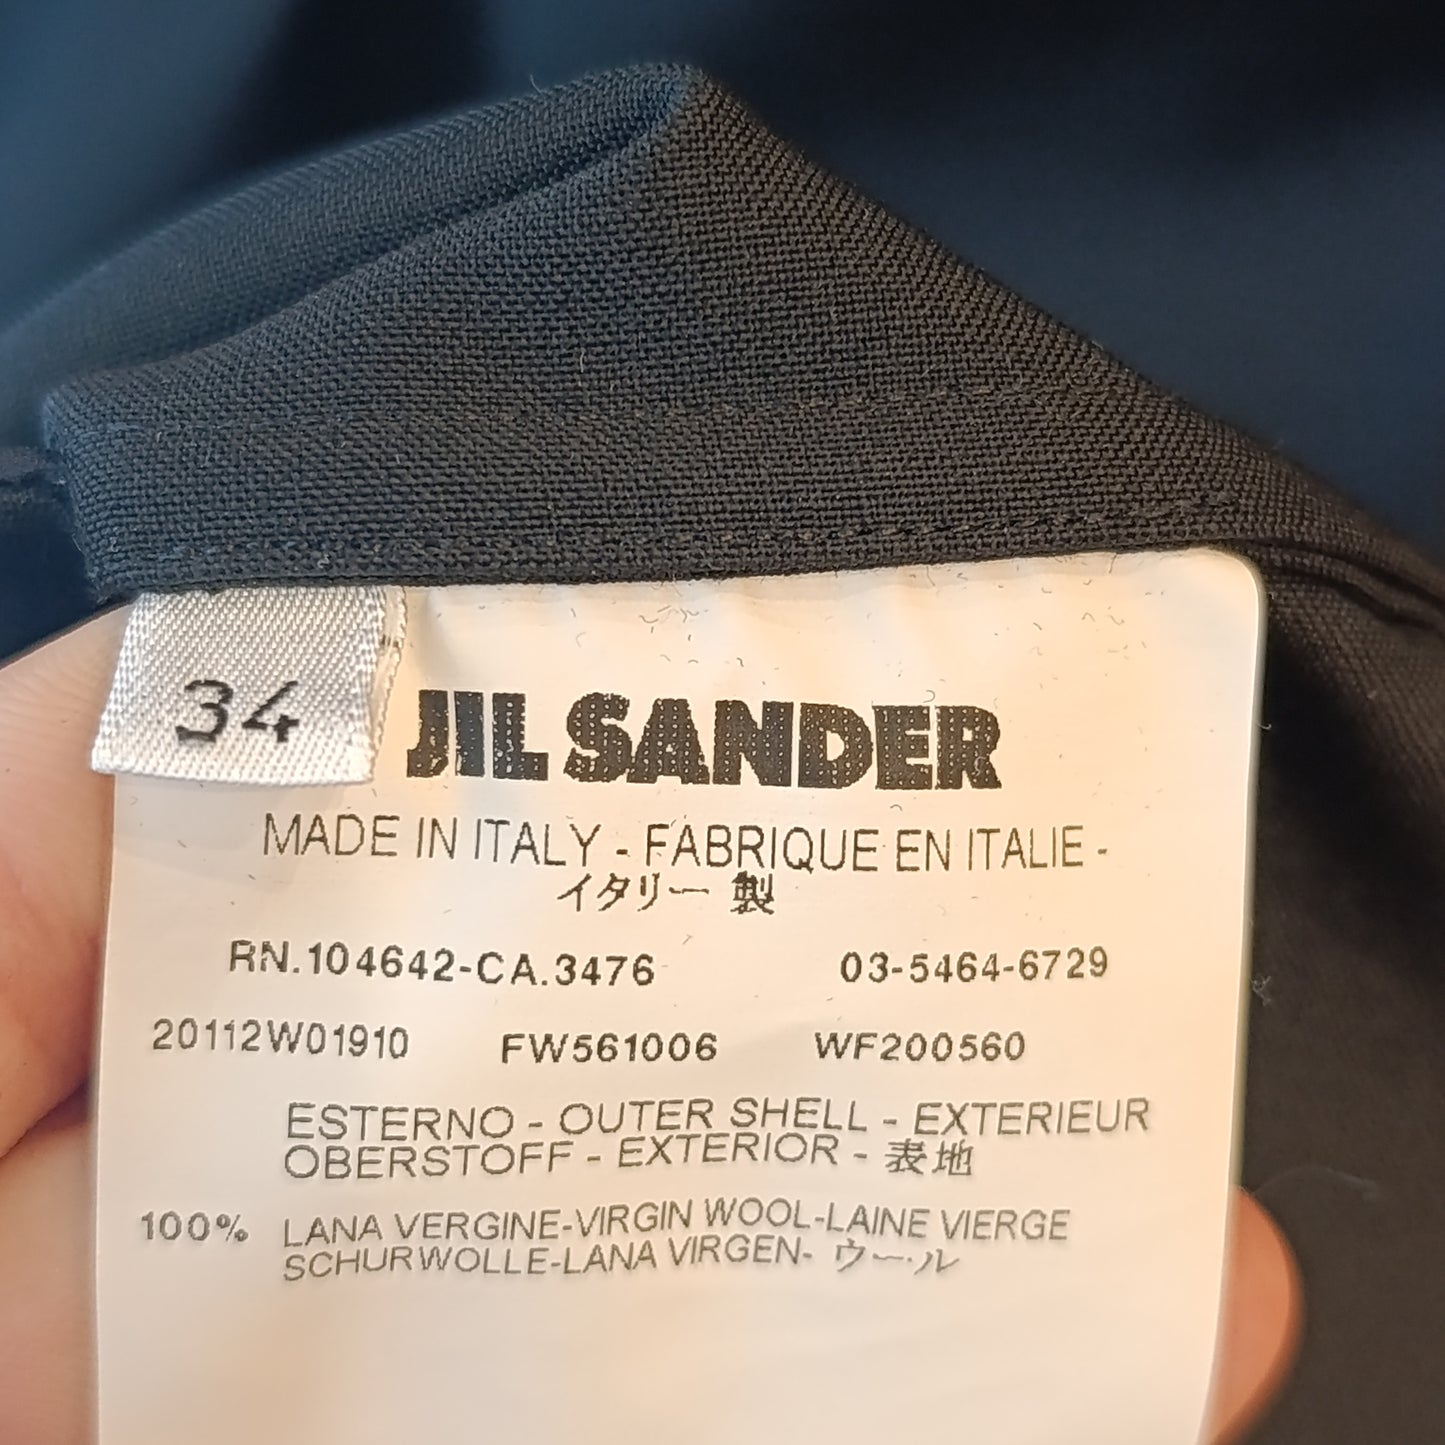 34
JIL SANDER
MADE IN ITALY - FABRIQUE EN ITALIE -
イタリー 製
RN.104642-CA.3476 03-5464-6729
20112W01910 FW561006 WF200560
ESTERNO - OUTER SHELL - EXTERIEUR
OBERSTOFF - EXTERIOR - 表地
100% LANA VERGINE-VIRGIN WOOL-LAINE VIERGE
SCHURWOLLE-LANA VIRGEN- ウール